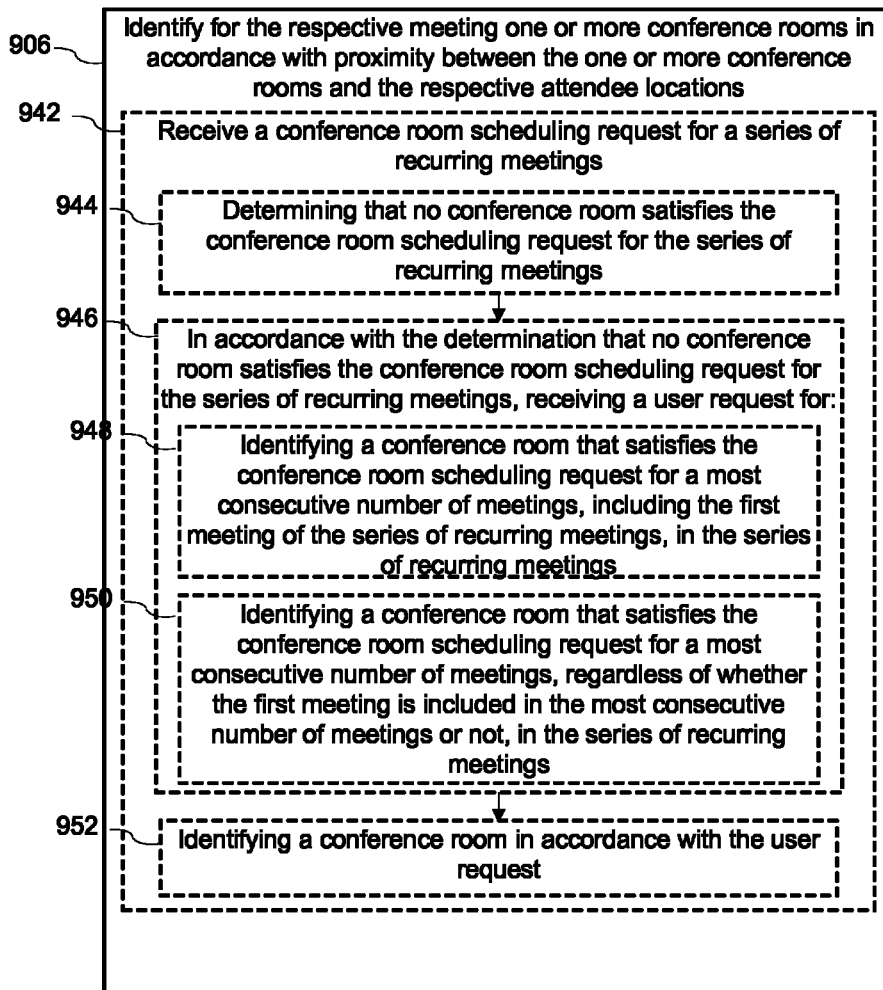 906
Identify for the respective meeting one or more conference rooms in
accordance with proximity between the one or more conference
rooms and the respective attendee locations
942
Receive a conference room scheduling request for a series of
recurring meetings
944
Determining that no conference room satisfies the
conference room scheduling request for the series of
recurring meetings
946
In accordance with the determination that no conference
room satisfies the conference room scheduling request for
the series of recurring meetings, receiving a user request for:
948
Identifying a conference room that satisfies the
conference room scheduling request for a most
consecutive number of meetings, including the first
meeting of the series of recurring meetings, in the series
of recurring meetings
950
Identifying a conference room that satisfies the
conference room scheduling request for a most
consecutive number of meetings, regardless of whether
the first meeting is included in the most consecutive
number of meetings or not, in the series of recurring
meetings
952
Identifying a conference room in accordance with the user
request